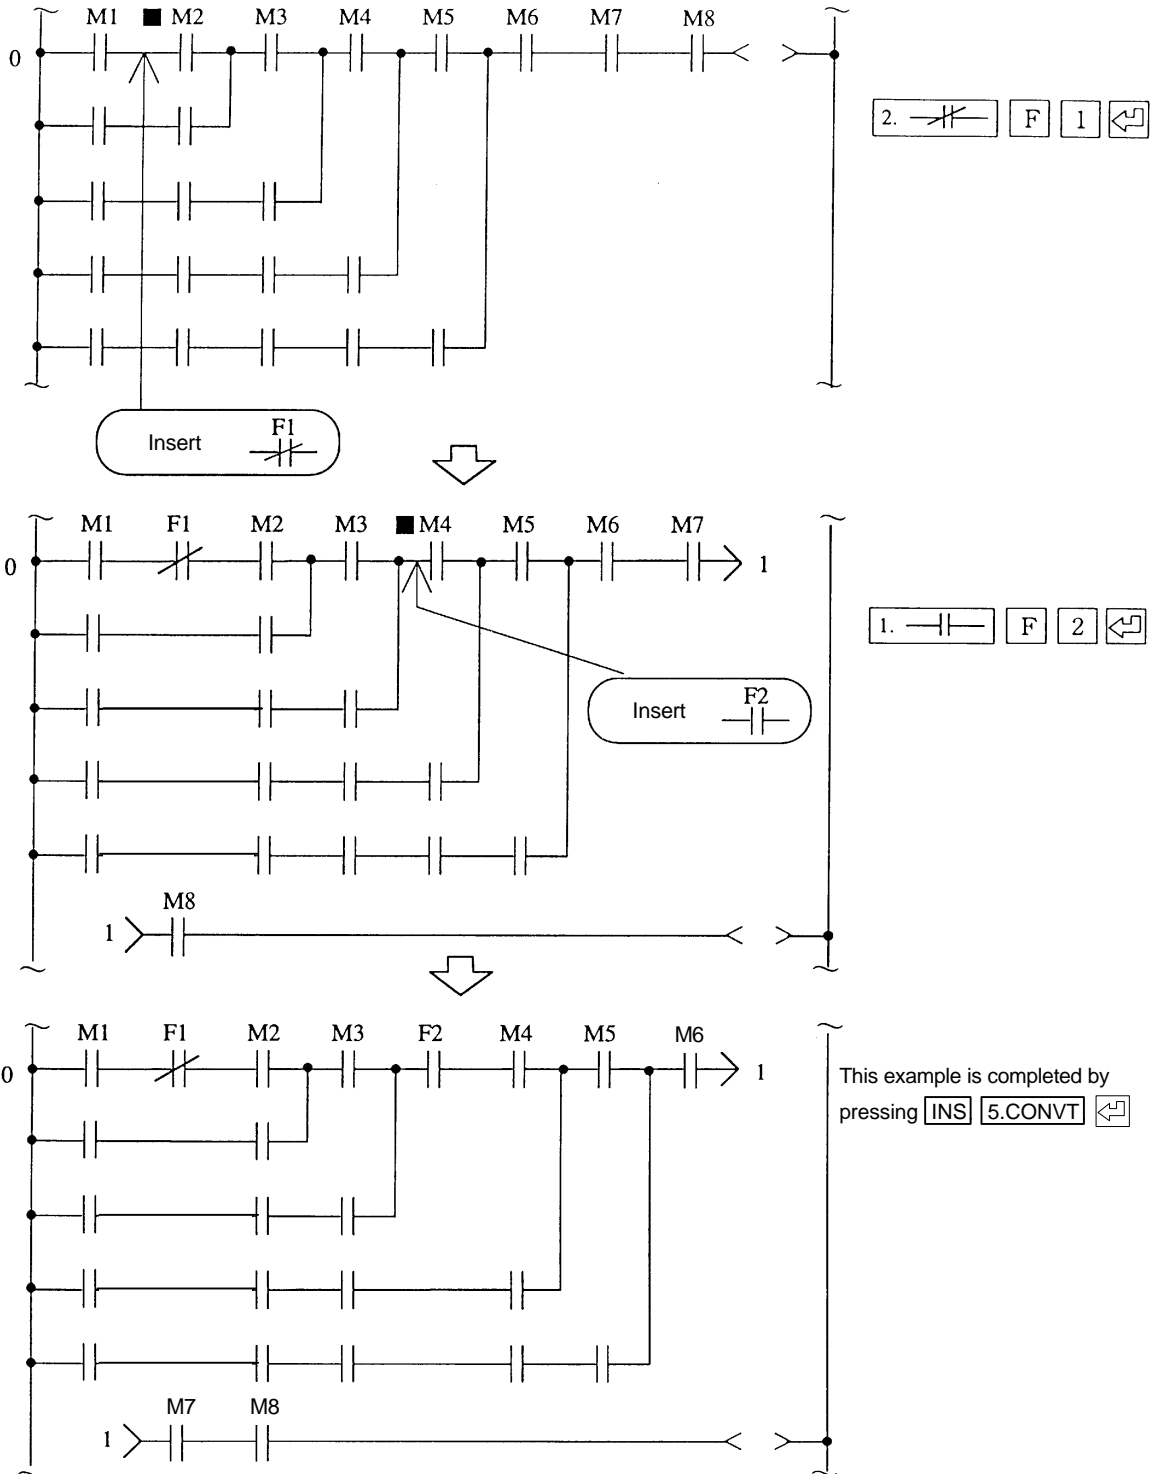 M1 M2 M3 M4 M5 M6 M7 M8
0
2. F 1
Insert F1
M1 F1 M2 M3 M4 M5 M6 M7
0 1
1. F 2
Insert F2
M8
1
M1 F1 M2 M3 F2 M4 M5 M6
0 1
This example is completed by
pressing INS 5.CONVT
M7 M8
1